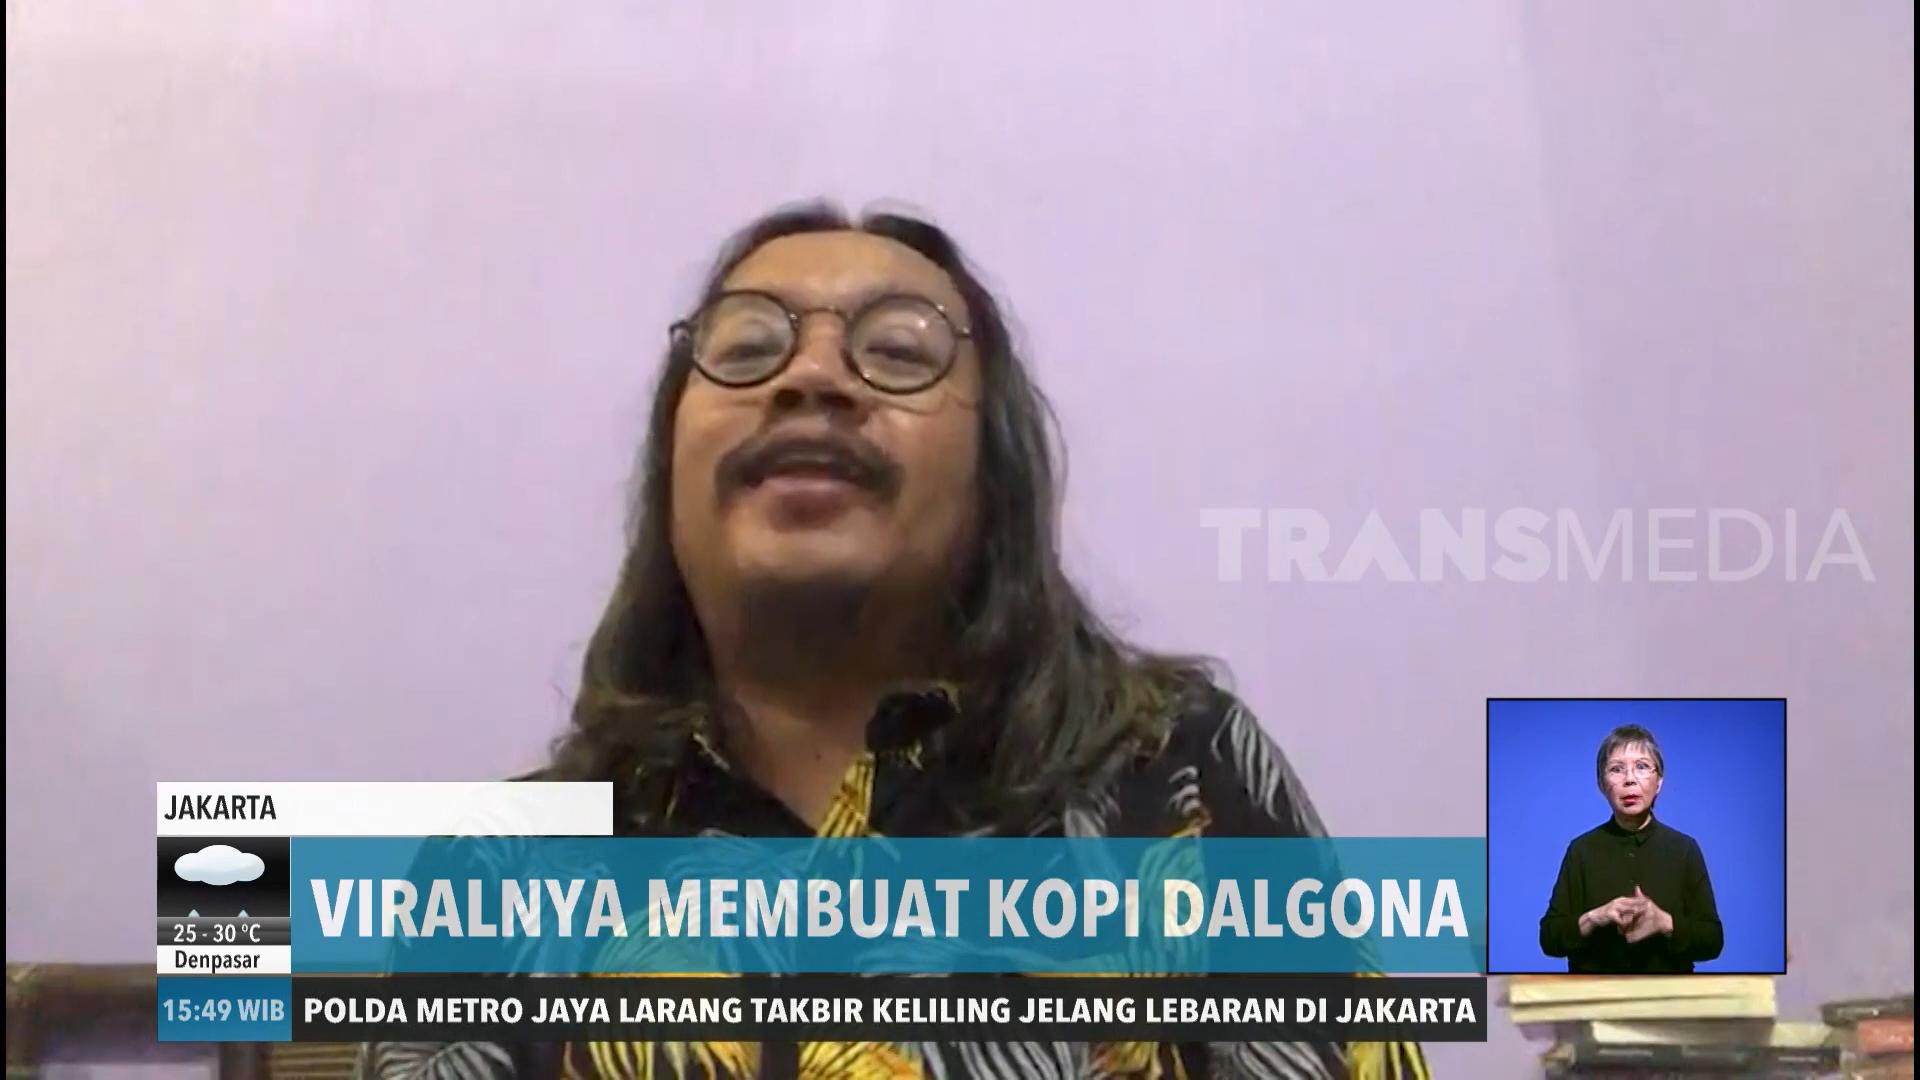 TRANSMEDIA
JAKARTA
VIRALNYA MEMBUAT KOPI DALGONA
25 - 30 ºC
Denpasar
15:49 WIB POLDA METRO JAYA LARANG TAKBIR KELILING JELANG LEBARAN DI JAKARTA